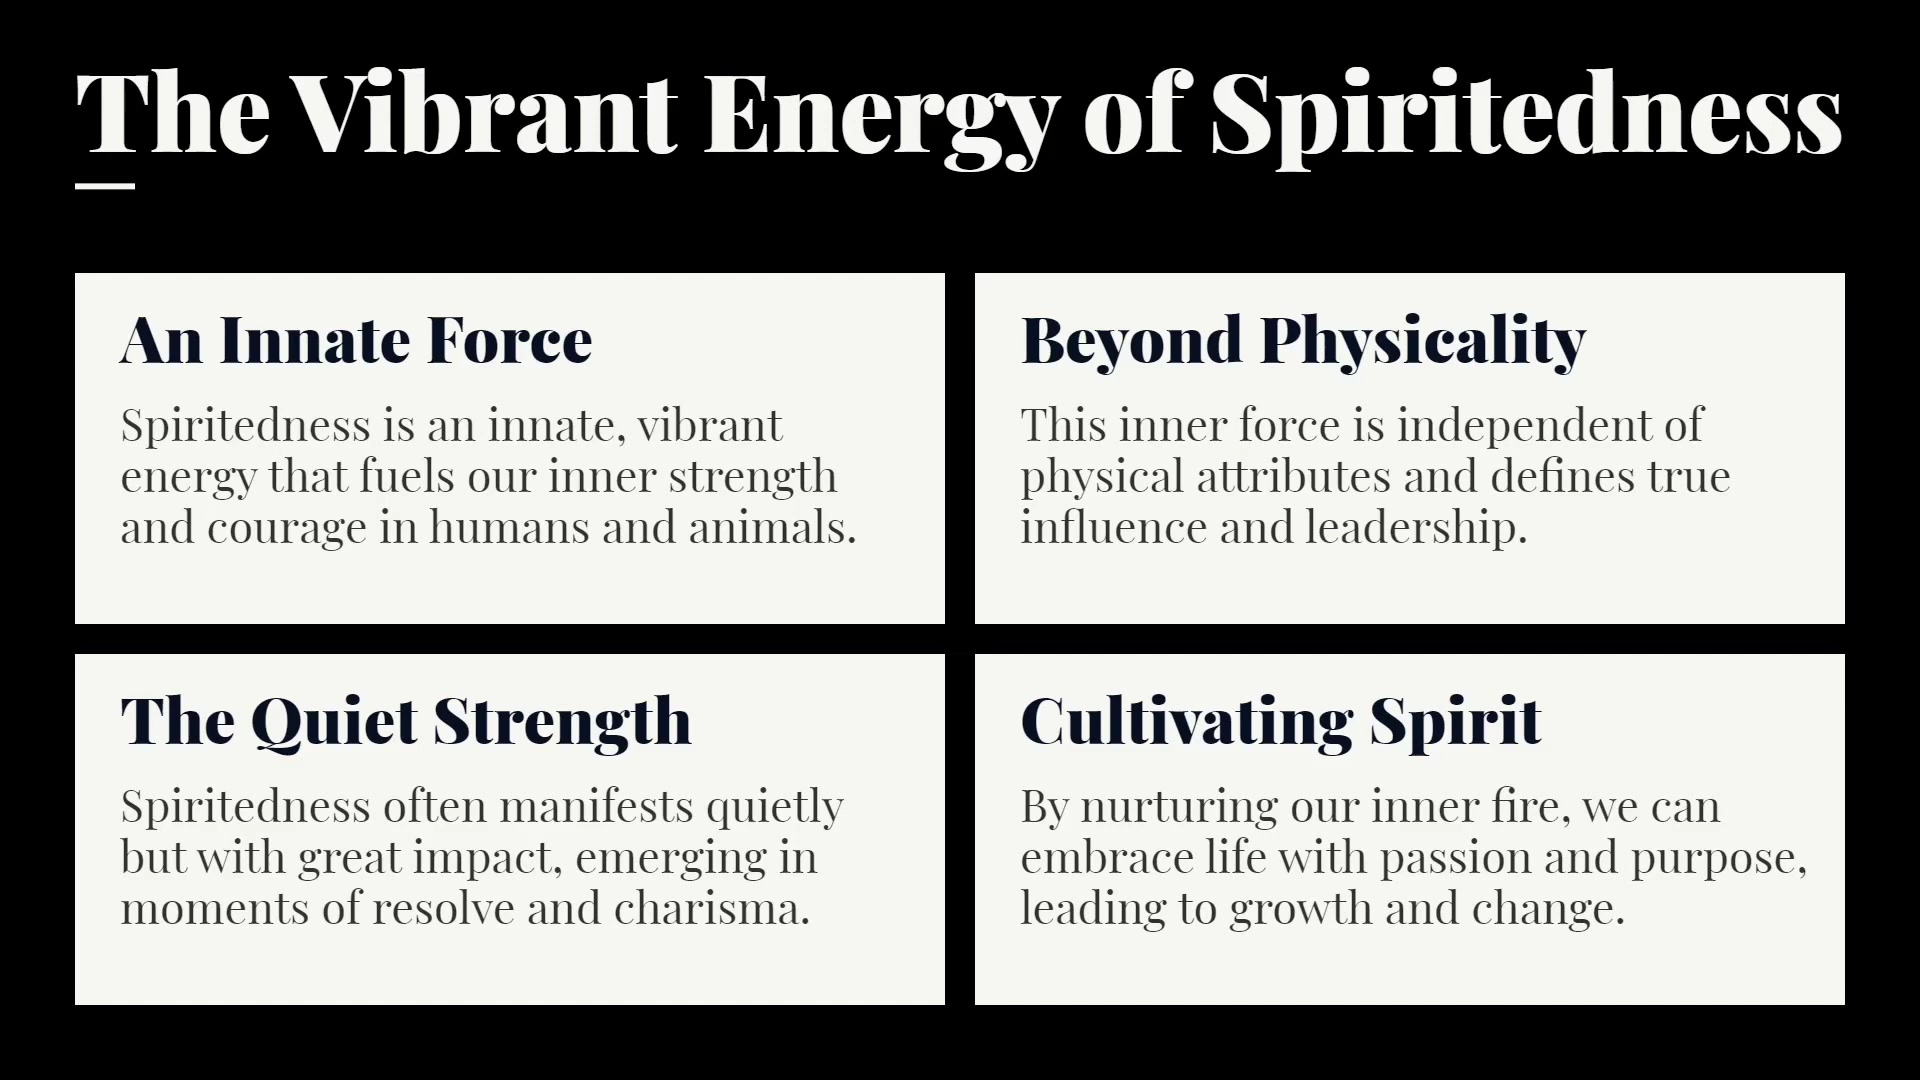 The Vibrant Energy of Spiritedness
An Innate Force
Spiritedness is an innate, vibrant
energy that fuels our inner strength
and courage in humans and animals.
Beyond Physicality
This inner force is independent of
physical attributes and defines true
influence and leadership.
The Quiet Strength
Spiritedness often manifests quietly
but with great impact, emerging in
moments of resolve and charisma.
Cultivating Spirit
By nurturing our inner fire, we can
embrace life with passion and purpose,
leading to growth and change.